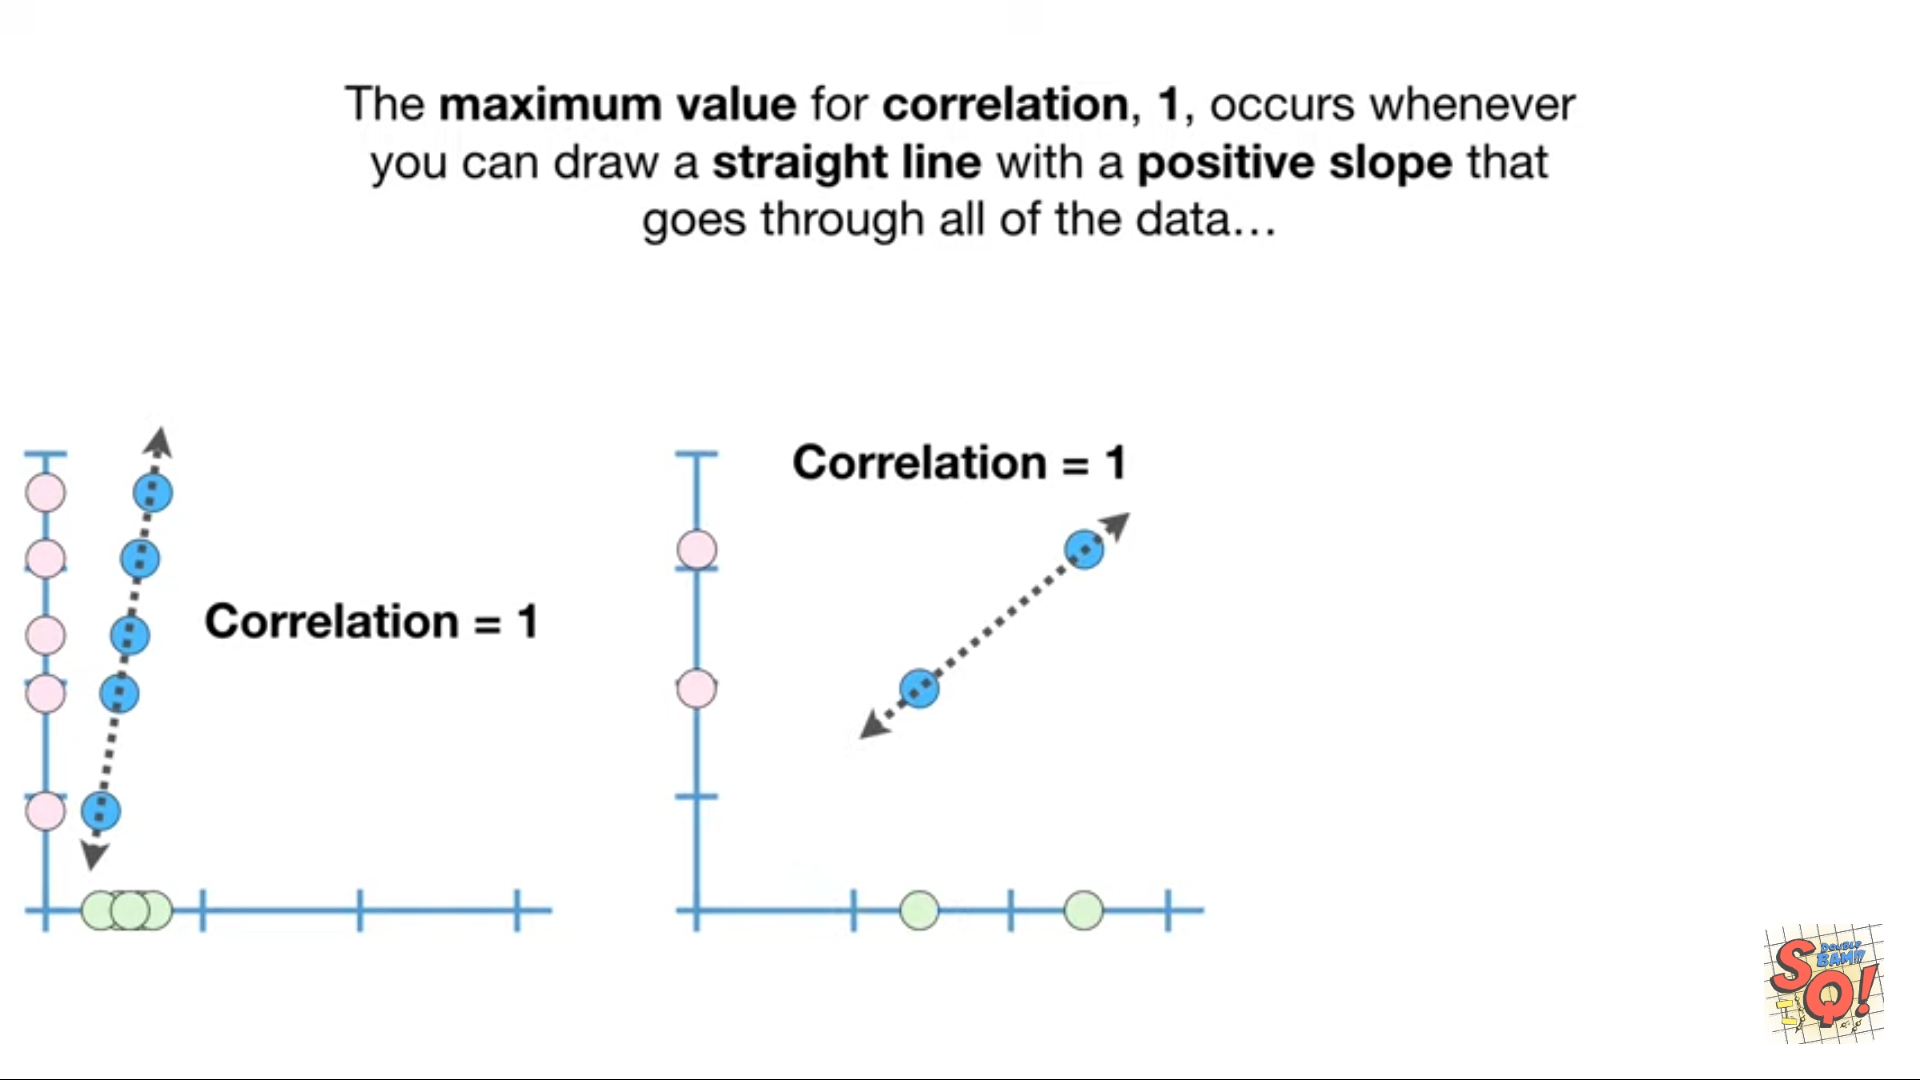 The maximum value for correlation, 1, occurs whenever
you can draw a straight line with a positive slope that
goes through all of the data…
Correlation = 1
Correlation = 1
DOUBLE
BAM!!
SQ!